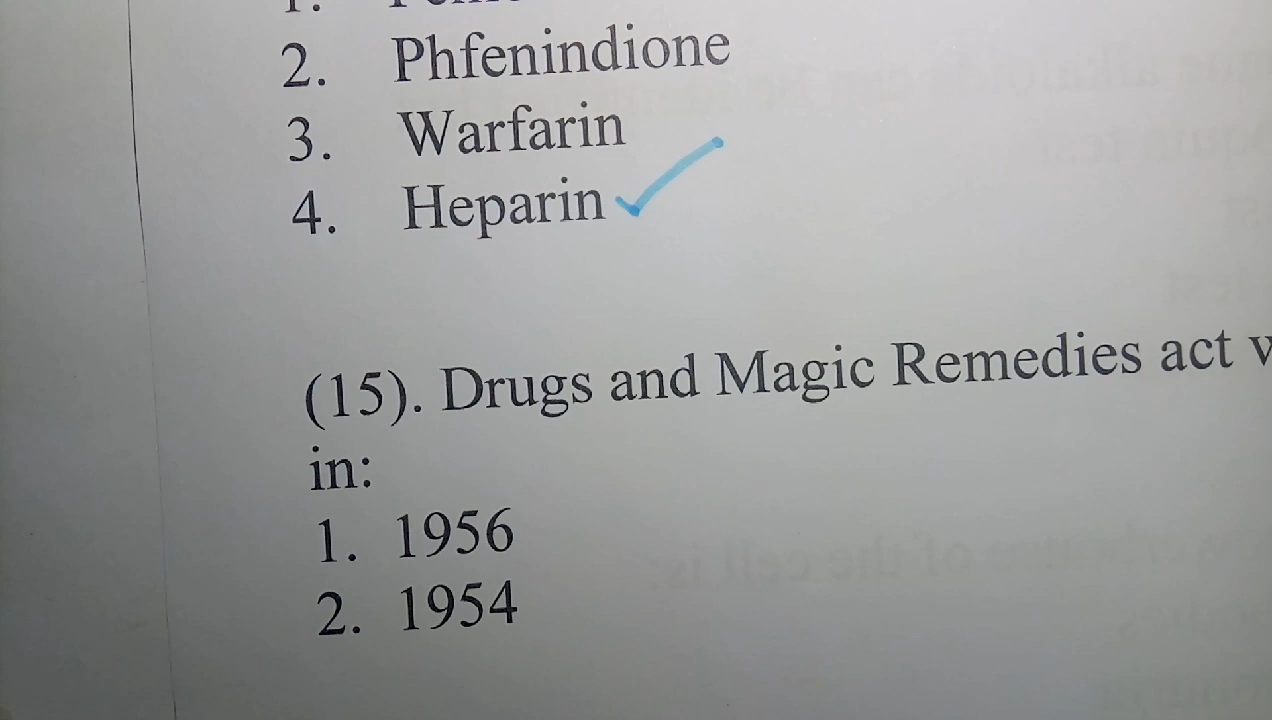 2. Phfenindione
3. Warfarin
4. Heparin
(15). Drugs and Magic Remedies act
in:
1. 1956
2. 1954